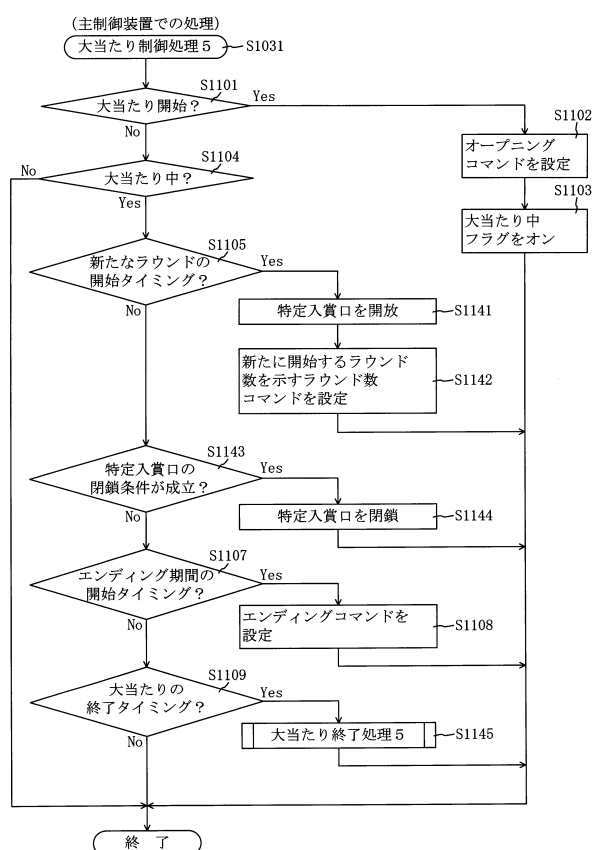 (主制御装置での処理)
大当たり制御処理5
S1031
S1101
大当たり開始?
Yes
No
S1102
オープニング
コマンドを設定
S1103
大当たり中
フラグをオン
S1104
大当たり中?
No
Yes
S1105
新たなラウンドの
開始タイミング?
Yes
No
特定入賞口を開放
S1141
新たに開始するラウンド
数を示すラウンド数
コマンドを設定
S1142
S1143
特定入賞口の
閉鎖条件が成立?
Yes
No
特定入賞口を閉鎖
S1144
S1107
エンディング期間の
開始タイミング?
Yes
No
エンディングコマンドを
設定
S1108
S1109
大当たりの
終了タイミング?
Yes
No
大当たり終了処理5
S1145
終 了